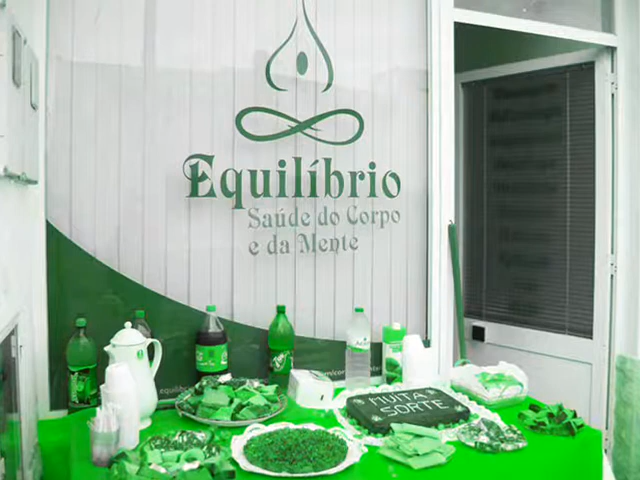 Equilíbrio
Saúde do Corpo
e da Mente
MUITA
SORTE